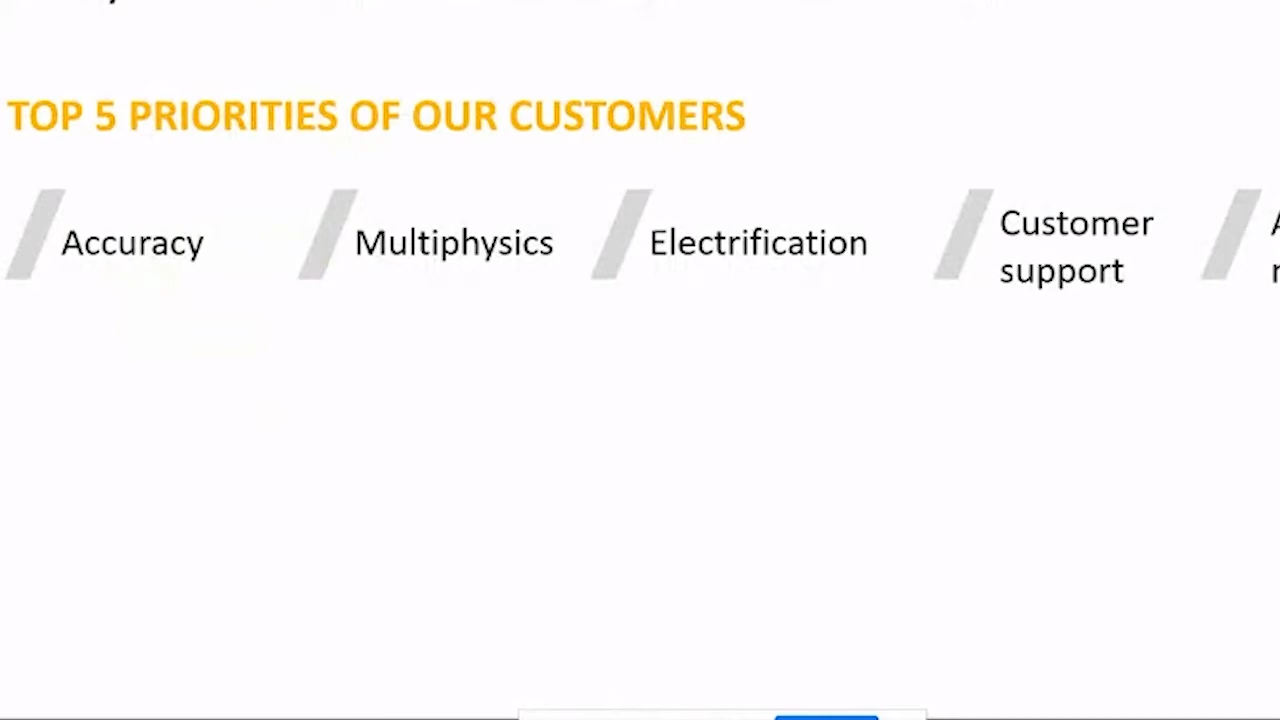 TOP 5 PRIORITIES OF OUR CUSTOMERS
Accuracy
Multiphysics
Electrification
Customer
support